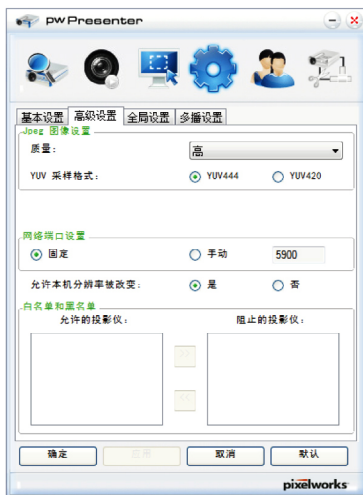 pwPresenter
基本设置 高级设置 全局设置 多播设置
Jpeg 图像设置
质量: 高
YUV 采样格式: YUV444 YUV420
网络端口设置
固定 手动 5900
允许本机分辨率被改变: 是 否
白名单和黑名单
允许的投影仪: 阻止的投影仪:
>>
<<
确定 应用 取消 默认
pixelworks